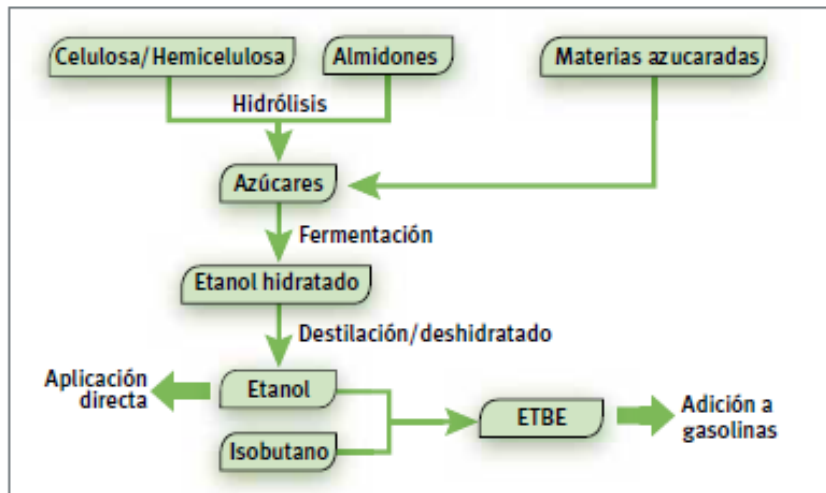 Celulosa/Hemicelulosa
Almidones
Materias azucaradas
Hidrólisis
Azúcares
Fermentación
Etanol hidratado
Destilación/deshidratado
Aplicación
directa
Etanol
Isobutano
ETBE
Adición a
gasolinas